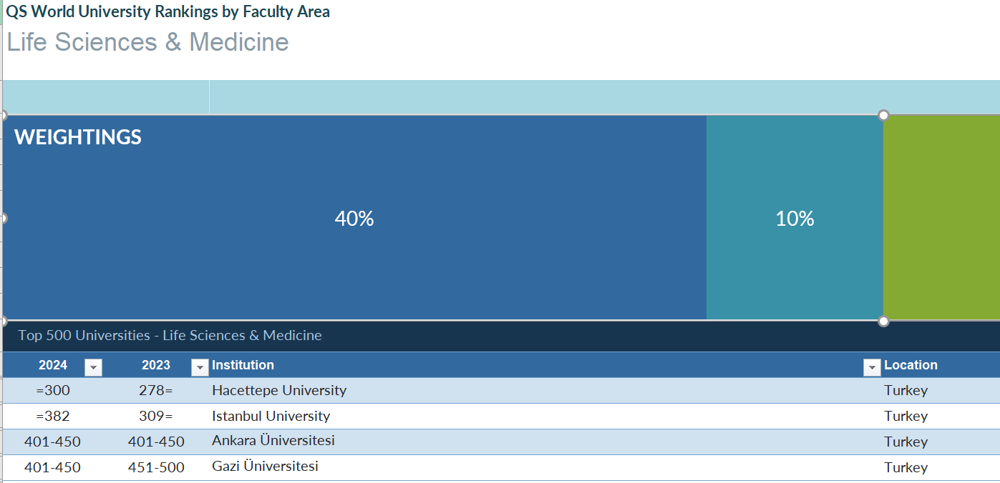 QS World University Rankings by Faculty Area
Life Sciences & Medicine
WEIGHTINGS
40% 10%
Top 500 Universities - Life Sciences & Medicine
2024 2023 Institution Location
=300 278= Hacettepe University Turkey
=382 309= Istanbul University Turkey
401-450 401-450 Ankara Üniversitesi Turkey
401-450 451-500 Gazi Üniversitesi Turkey